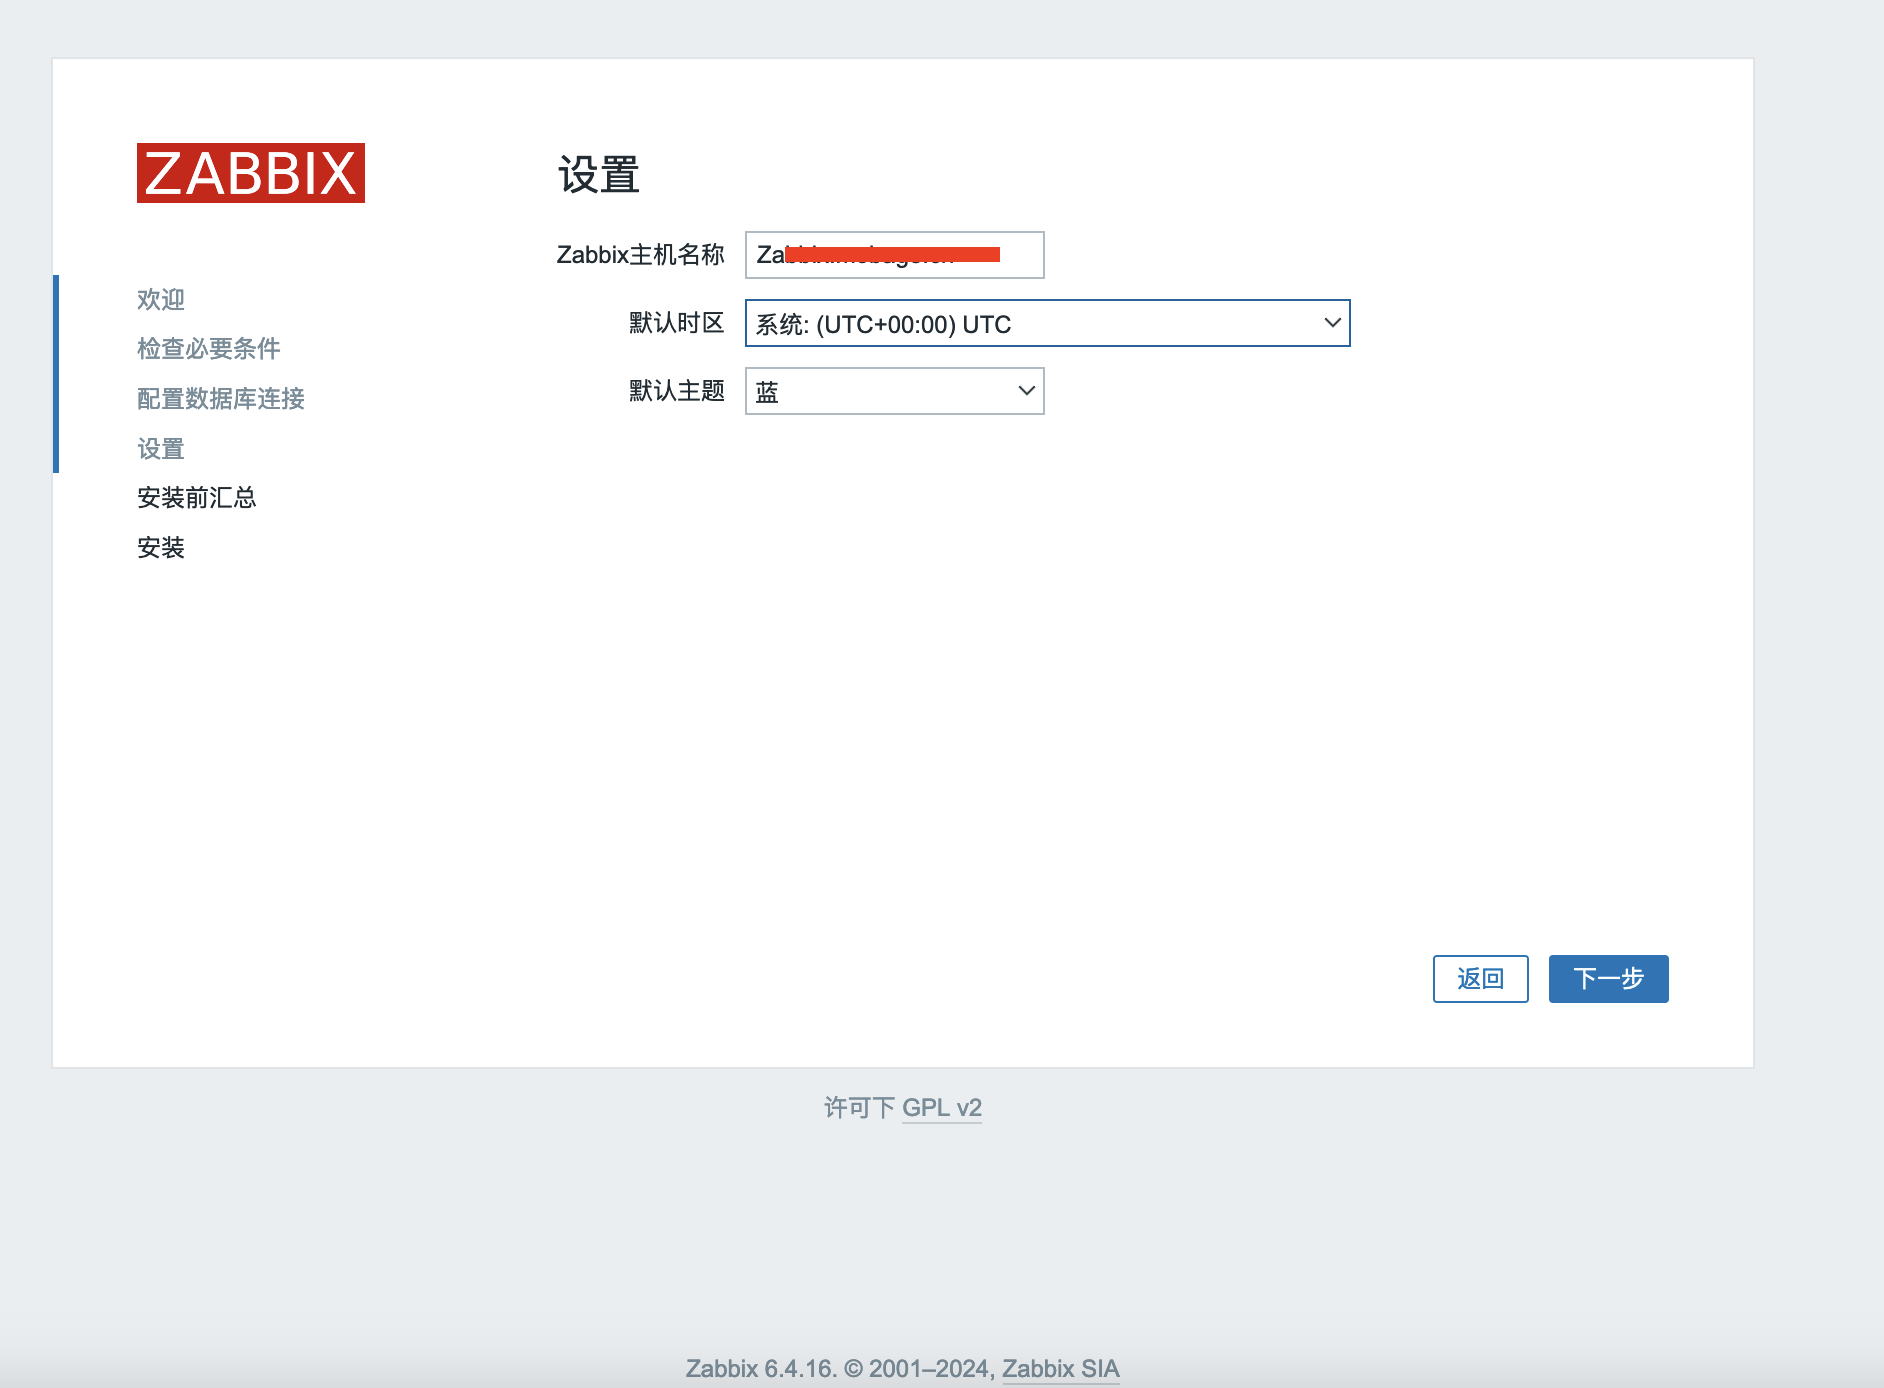 ZABBIX
欢迎
检查必要条件
配置数据库连接
设置
安装前汇总
安装
设置
Zabbix主机名称
默认时区 系统: (UTC+00:00) UTC
默认主题 蓝
返回 下一步
许可下 GPL v2
Zabbix 6.4.16. © 2001–2024, Zabbix SIA